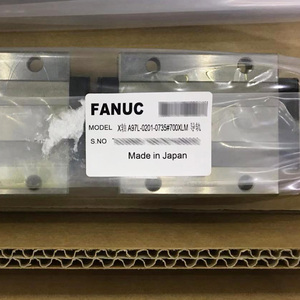 FANUC
MODEL X轴 A97L-0201-0735#700XLM 导轨
S.NO
Made in Japan